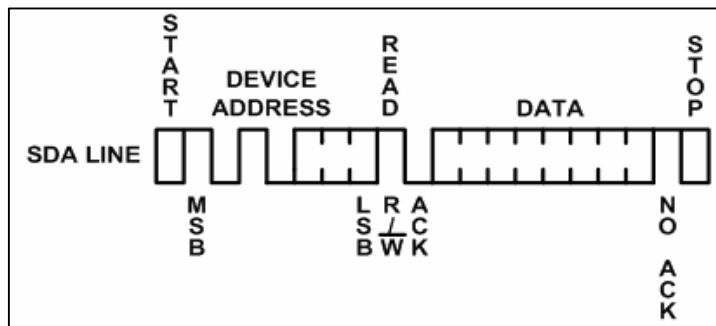 START
READ
STOP
DEVICE
ADDRESS
DATA
SDA LINE
MSB
LSB
R/W
ACK
NO ACK